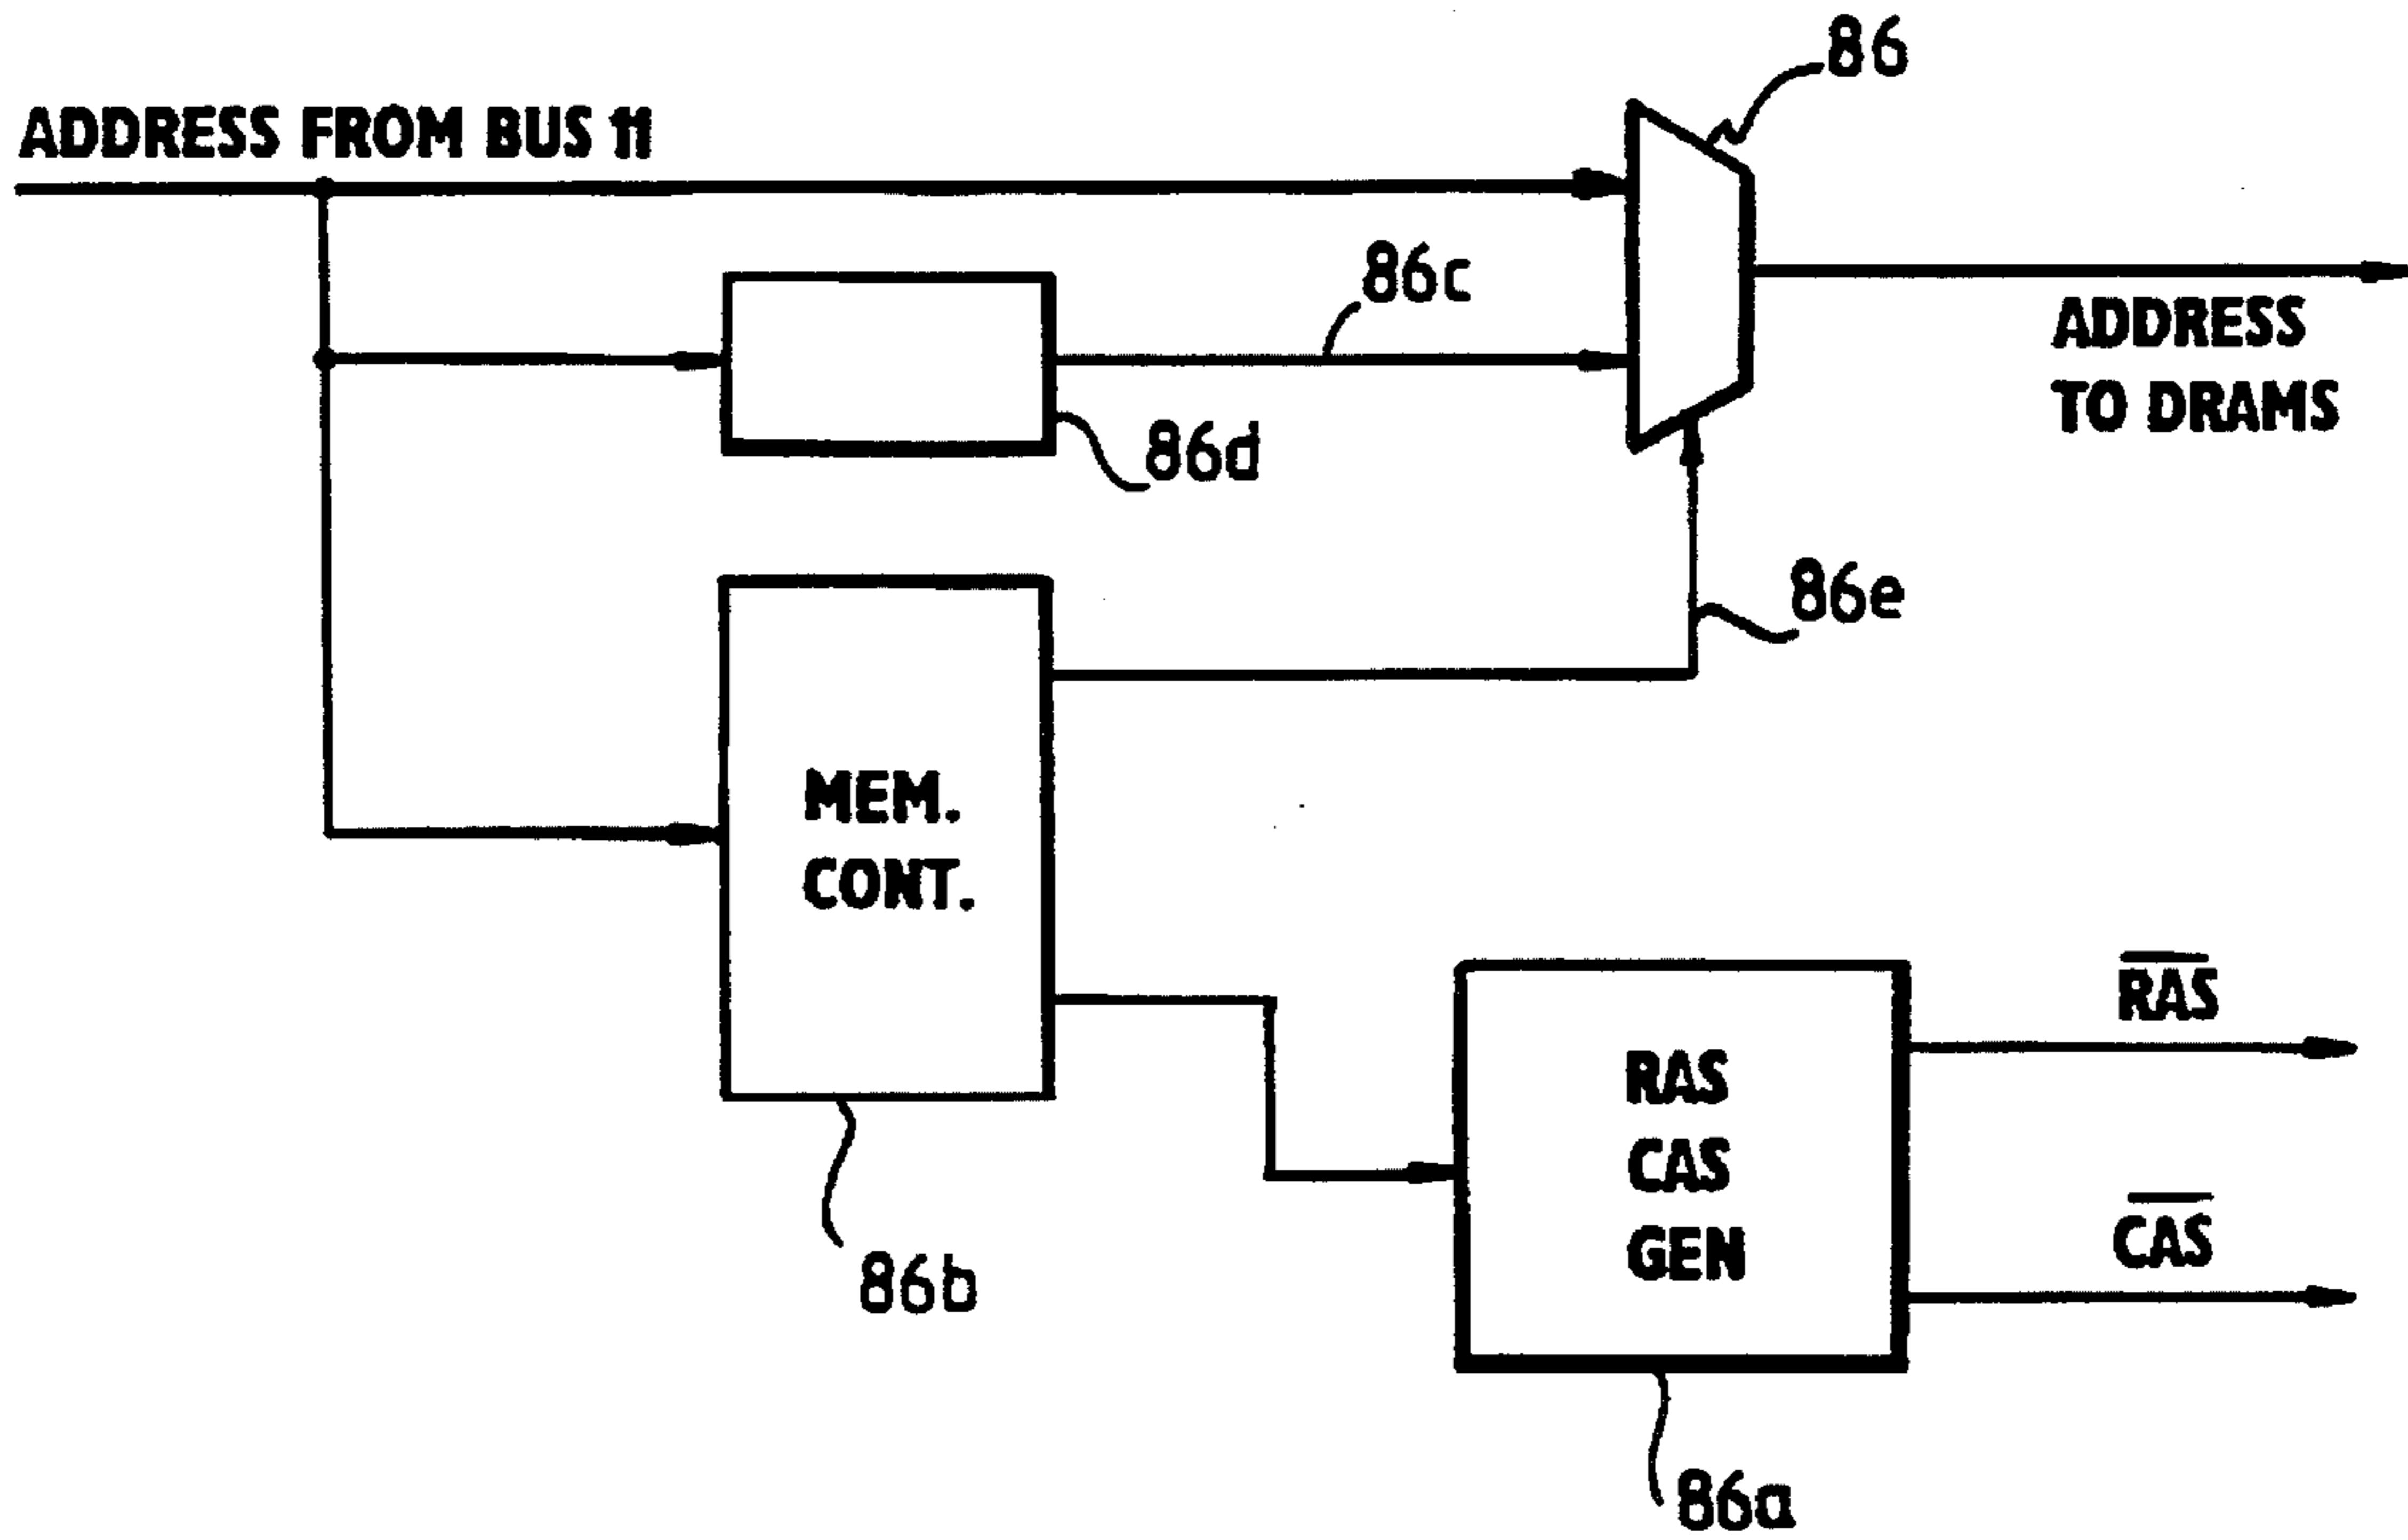 86
ADDRESS FROM BUS 11
86c
ADDRESS
TO DRAMS
86d
86e
MEM.
CONT.
RAS
RAS
CAS
GEN
CAS
86b
86a